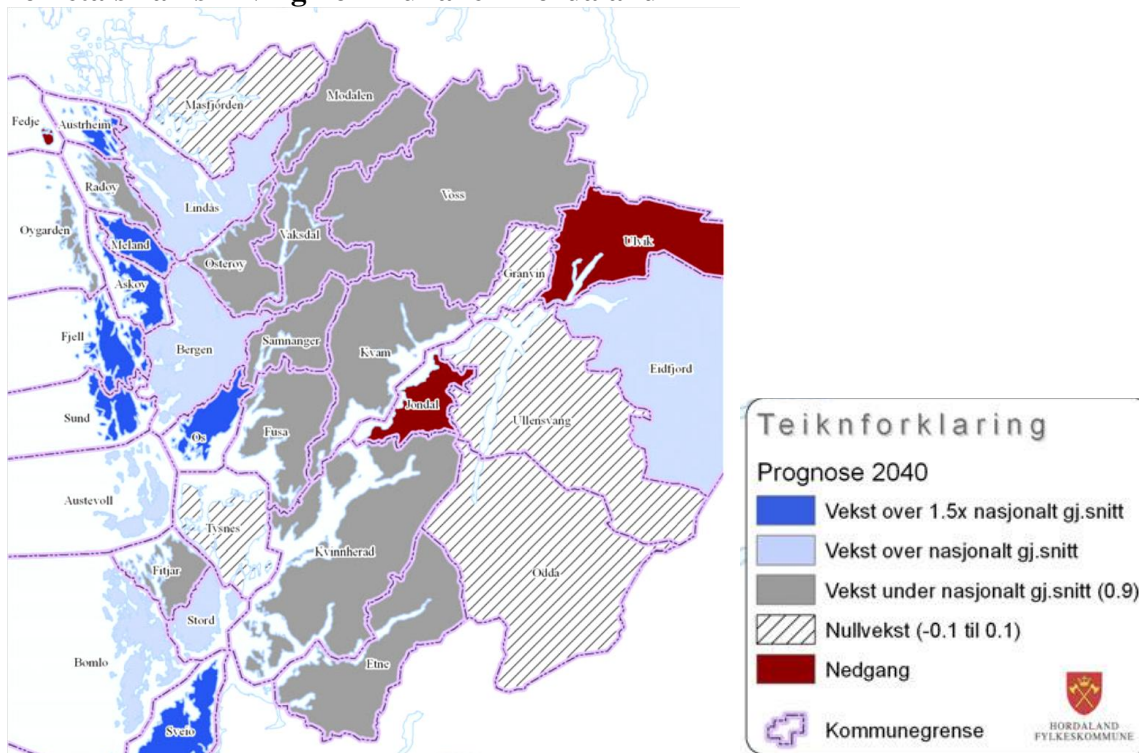 Masfjorden
Modalen
Fedje
Austrheim
Radøy
Voss
Lindås
Øygarden
Vaksdal
Ulvik
Meland
Osterøy
Granvin
Askøy
Fjell
Bergen
Samnanger
Kvam
Eidfjord
Jondal
Sund
Ullensvang
Os
Fusa
Austevoll
Tysnes
Kvinnherad
Fitjar
Odda
Stord
Bømlo
Etne
Sveio
Teiknforklaring
Prognose 2040
Vekst over 1.5x nasjonalt gj.snitt
Vekst over nasjonalt gj.snitt
Vekst under nasjonalt gj.snitt (0.9)
Nullvekst (-0.1 til 0.1)
Nedgang
Kommunegrense
HORDALAND
FYLKESKOMMUNE